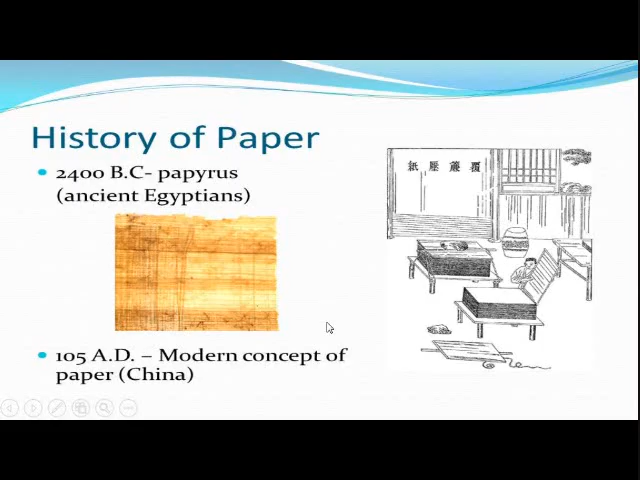 History of Paper
2400 B.C- papyrus
(ancient Egyptians)
105 A.D. – Modern concept of
paper (China)
覆簾壓紙